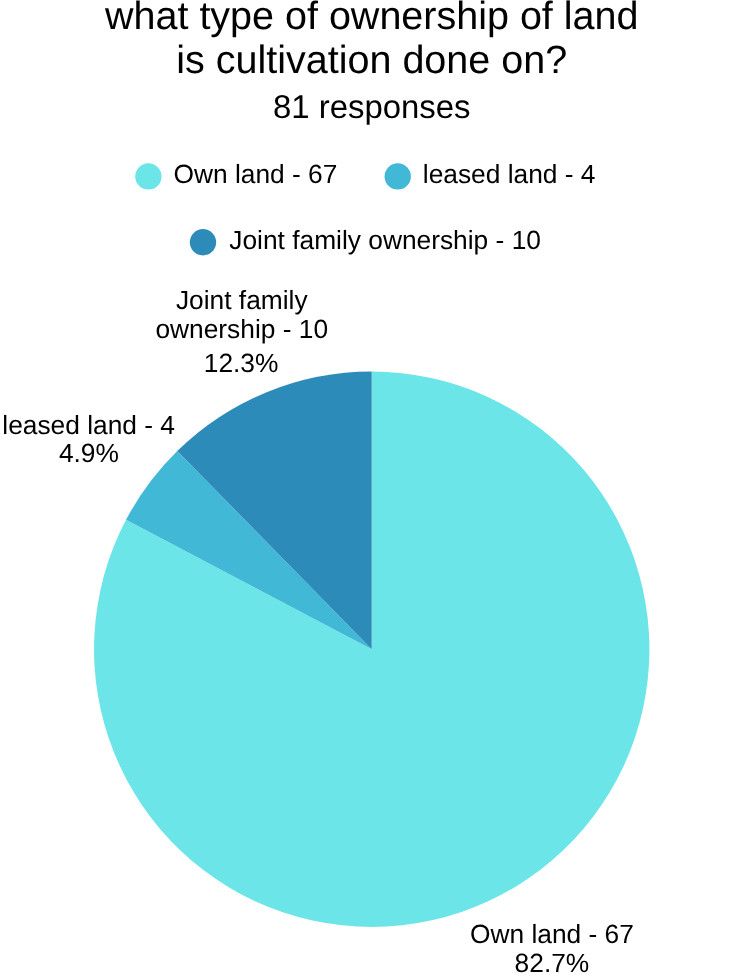 what type of ownership of land
is cultivation done on?
81 responses
Own land - 67
leased land - 4
Joint family ownership - 10
Joint family
ownership - 10
12.3%
leased land - 4
4.9%
Own land - 67
82.7%